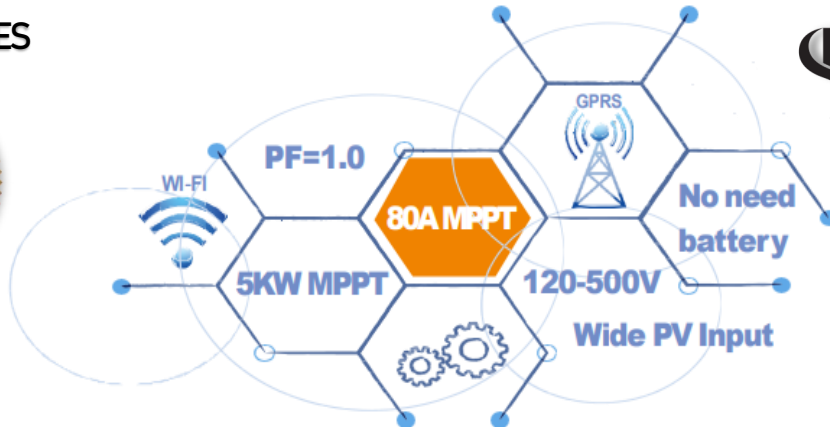 ES
GPRS
PF=1.0
WI-FI
80A MPPT
No need
battery
5KW MPPT
120-500V
Wide PV Input